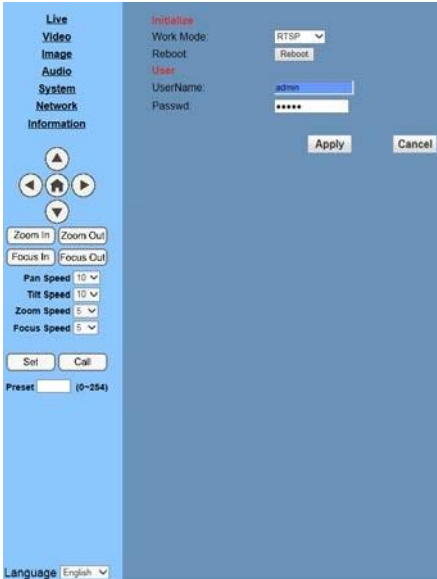 Live
Video
Image
Audio
System
Network
Information
Zoom In Zoom Out
Focus In Focus Out
Pan Speed 10
Tilt Speed 10
Zoom Speed 5
Focus Speed 5
Set Call
Preset (0~254)
Language English
Initialize
Work Mode: RTSP
Reboot: Reboot
User
UserName: admin
Passwd: •••••
Apply Cancel